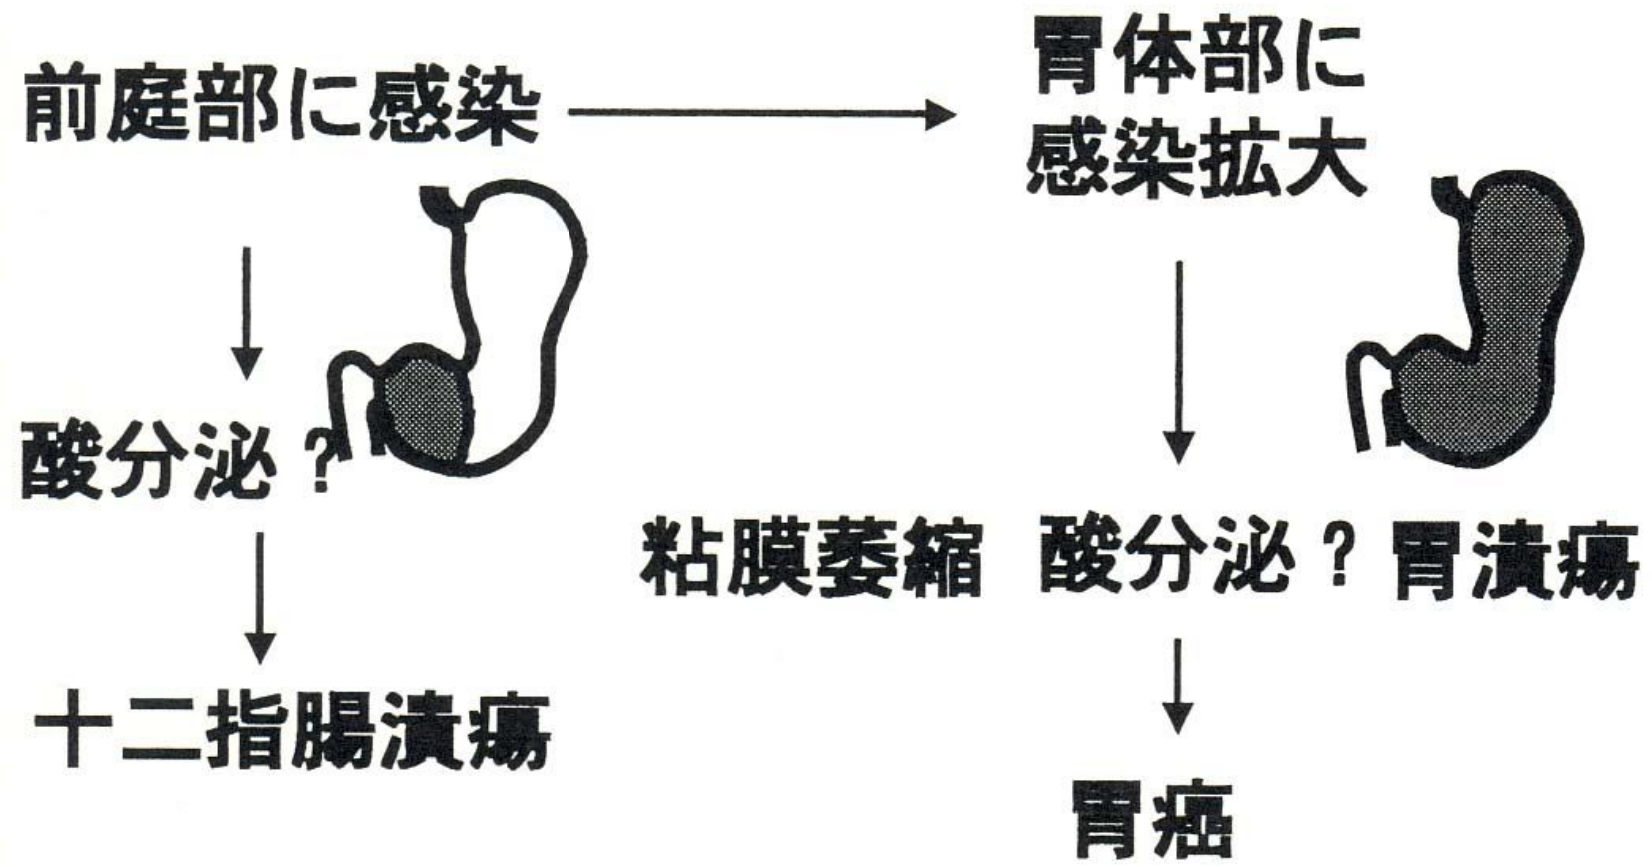 前庭部に感染
胃体部に
感染拡大
酸分泌?
粘膜萎縮 酸分泌? 胃潰瘍
十二指腸潰瘍
胃癌